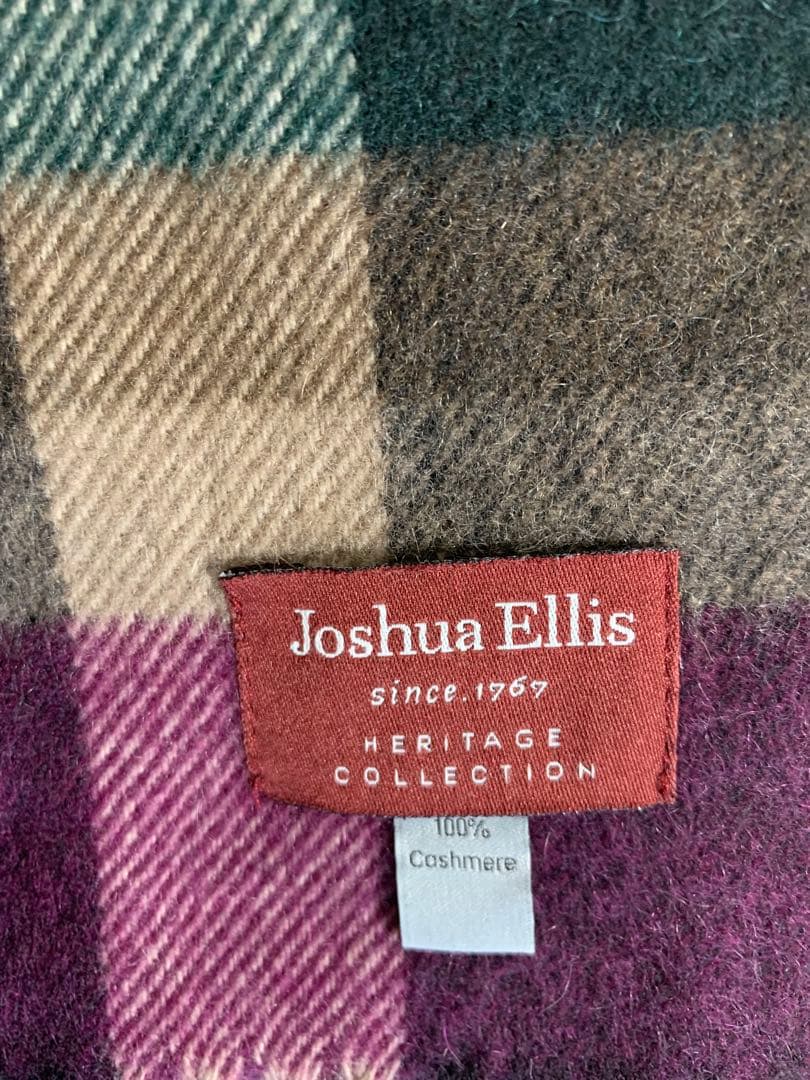 Joshua Ellis
since.1767
HERITAGE
COLLECTION
100%
Cashmere